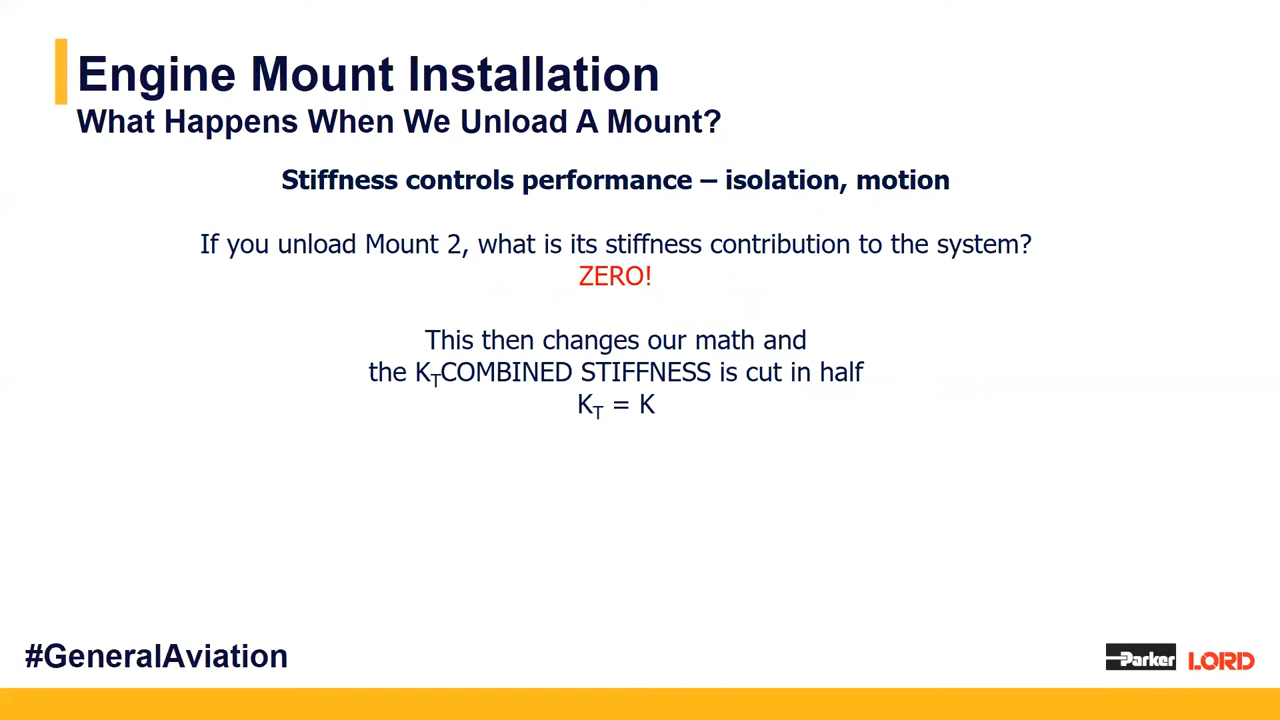 Engine Mount Installation
What Happens When We Unload A Mount?
Stiffness controls performance – isolation, motion
If you unload Mount 2, what is its stiffness contribution to the system?
ZERO!
This then changes our math and
the KTCOMBINED STIFFNESS is cut in half
KT = K
#GeneralAviation
Parker LORD